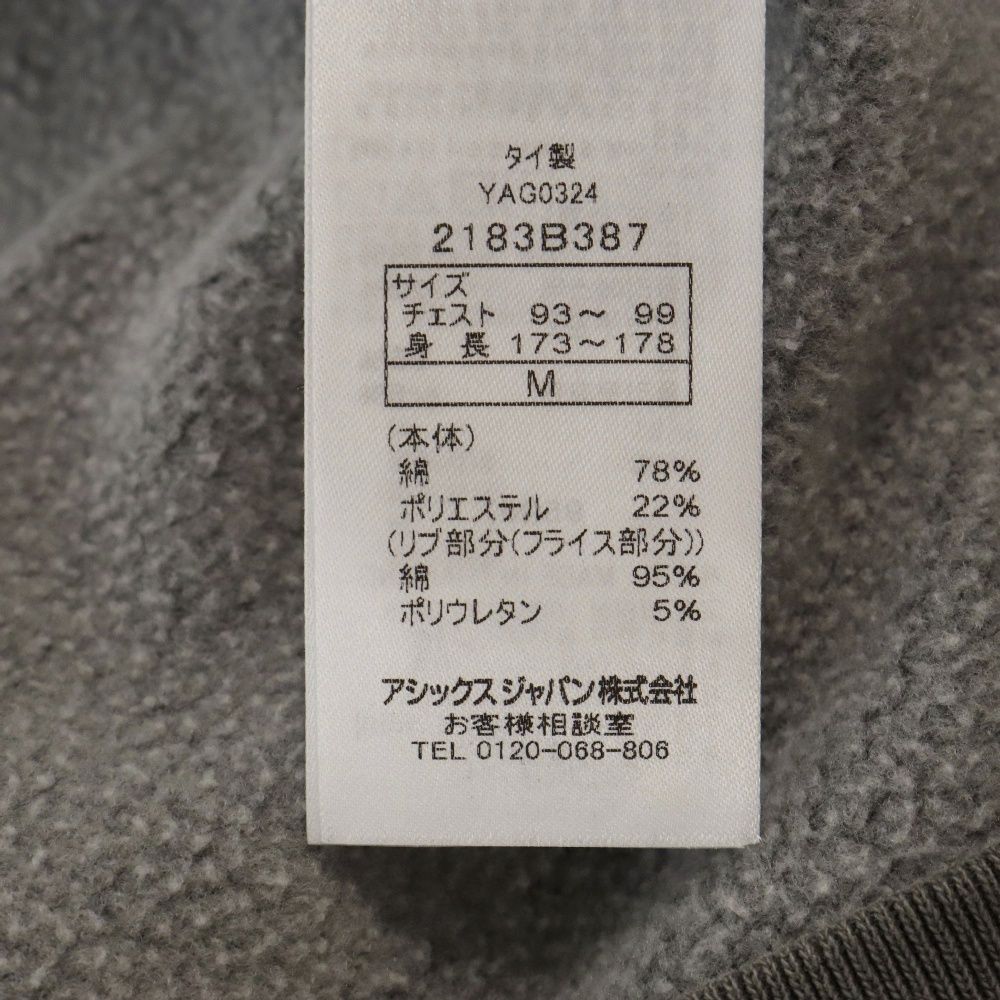 タイ製
YAG0324
2183B387
サイズ
チェスト 93〜 99
身 長 173〜178
M
(本体)
綿 78%
ポリエステル 22%
(リブ部分(フライス部分))
綿 95%
ポリウレタン 5%
アシックスジャパン株式会社
お客様相談室
TEL 0120-068-806